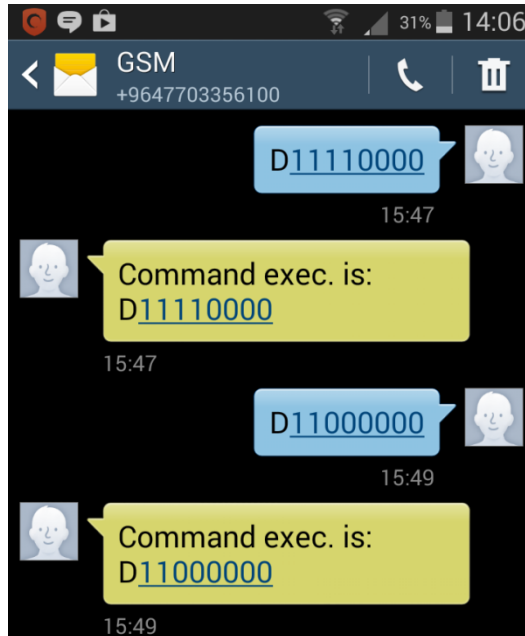 31% 14:06
GSM
+9647703356100
D11110000
15:47
Command exec. is:
D11110000
15:47
D11000000
15:49
Command exec. is:
D11000000
15:49